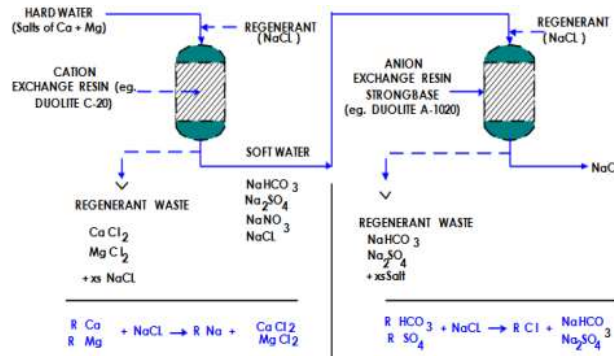 HARD WATER
(Salts of Ca + Mg)
REGENERANT
(NaCL)
CATION
EXCHANGE RESIN (eg.
DUOLITE C-20)
SOFT WATER
NaHCO3
Na2SO4
NaNO3
NaCL
REGENERANT WASTE
CaCl2
MgCl2
+xs NaCL
R Ca
R Mg
+ NaCL → R Na +
CaCl2
MgCl2
REGENERANT
(NaCL)
ANION
EXCHANGE RESIN
STRONGBASE
(eg. DUOLITE A-1020)
REGENERANT WASTE
NaHCO3
Na2SO4
+xsSalt
R HCO3
R SO4
+ NaCL → R Cl +
NaHCO3
Na2SO4